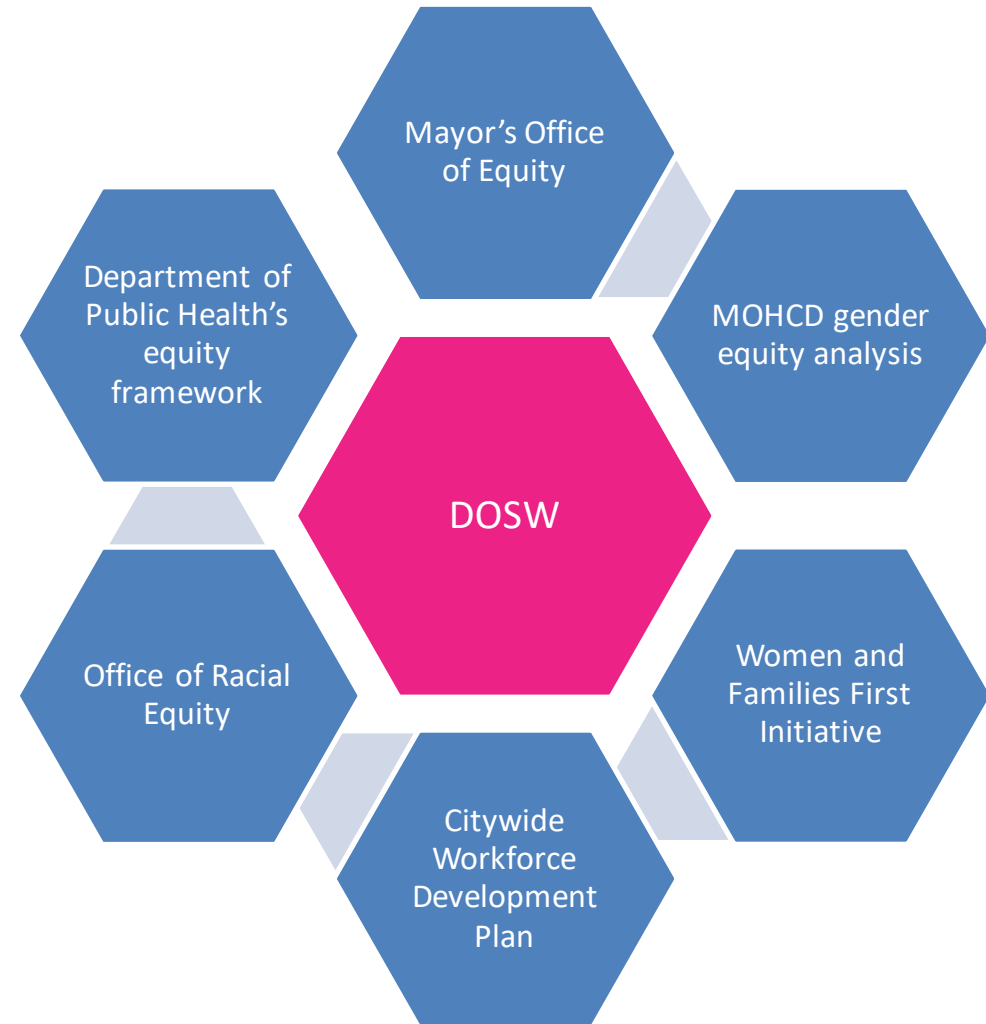 Mayor’s Office
of Equity
Department of
Public Health’s
equity
framework
MOHCD gender
equity analysis
DOSW
Office of Racial
Equity
Women and
Families First
Initiative
Citywide
Workforce
Development
Plan